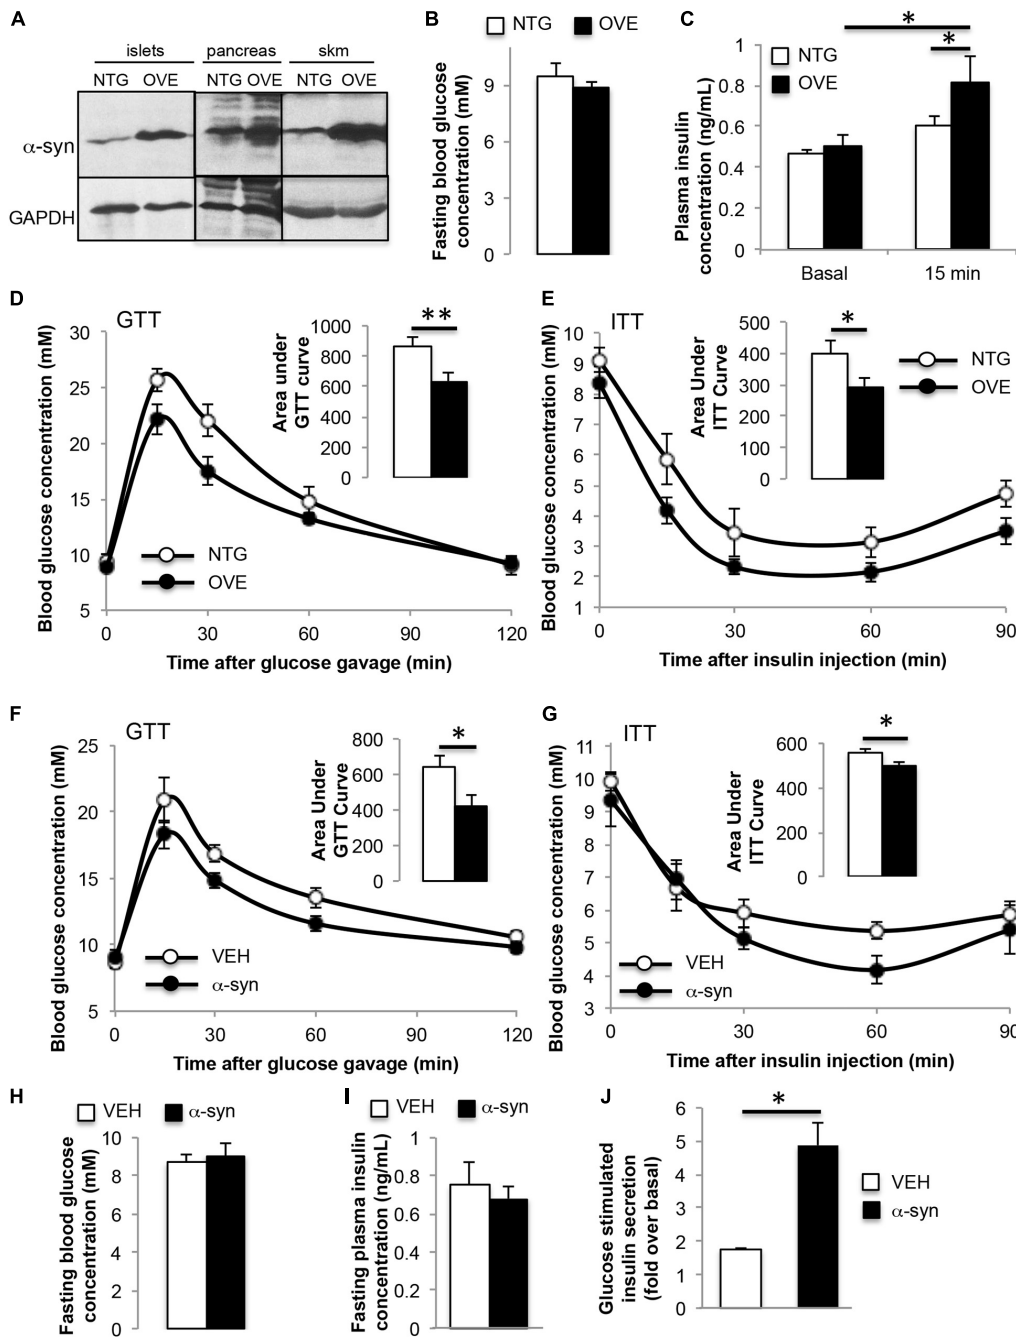 A
islets pancreas skm
NTG OVE NTG OVE NTG OVE
α-syn
GAPDH
B
NTG OVE
Fasting blood glucose
concentration (mM)
9
6
3
0
C
*
*
NTG
OVE
Plasma insulin
concentration (ng/mL)
1
0.8
0.6
0.4
0.2
0
Basal 15 min
D
GTT
Blood glucose concentration (mM)
30
25
20
15
10
5
0 30 60 90 120
Time after glucose gavage (min)
NTG
OVE
Area under
GTT curve
1000
800
600
400
200
0
**
E
ITT
Blood glucose concentration (mM)
10
9
8
7
6
5
4
3
2
1
0 30 60 90
Time after insulin injection (min)
Area Under
ITT Curve
500
400
300
200
100
0
*
NTG
OVE
F
GTT
Blood glucose concentration (mM)
25
20
15
10
5
0 30 60 90 120
Time after glucose gavage (min)
VEH
α-syn
Area Under
GTT Curve
800
600
400
200
0
*
G
ITT
Blood glucose concentration (mM)
11
10
9
8
7
6
5
4
3
0 30 60 90
Time after insulin injection (min)
VEH
α-syn
Area Under
ITT Curve
600
400
200
0
*
H
VEH α-syn
Fasting blood glucose
concentration (mM)
10
8
6
4
2
0
I
VEH α-syn
Fasting plasma insulin
concentration (ng/mL)
1
0.8
0.6
0.4
0.2
0
J
*
Glucose stimulated
insulin secretion
(fold over basal)
6
5
4
3
2
1
0
VEH
α-syn